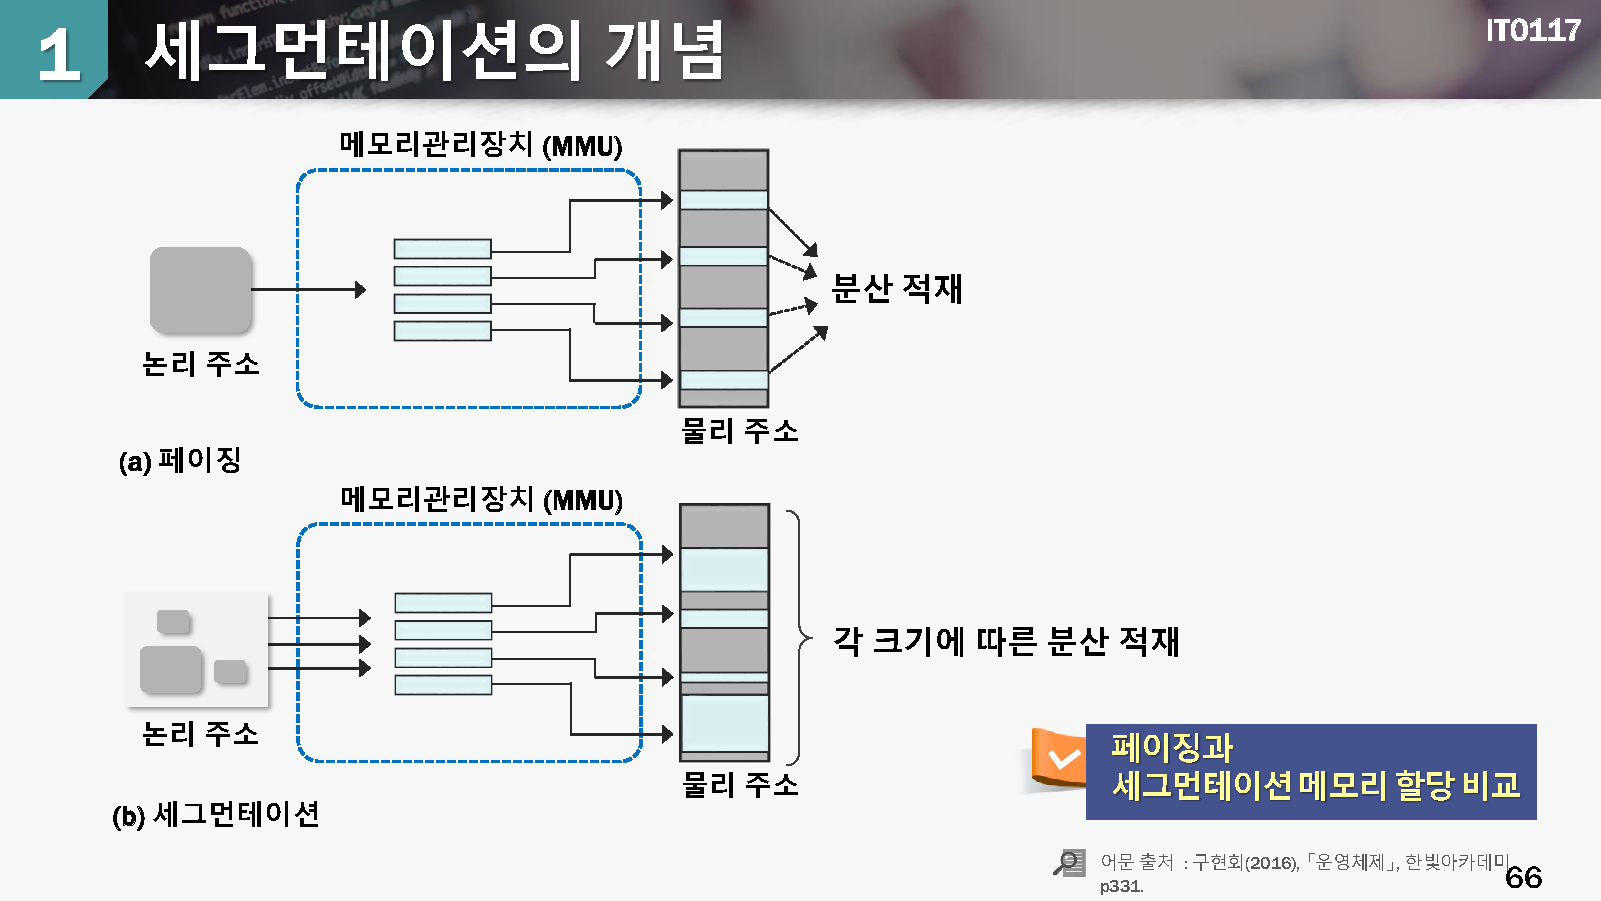 1 세그먼테이션의 개념
IT0117
메모리관리장치 (MMU)
분산 적재
논리 주소
물리 주소
(a) 페이징
메모리관리장치 (MMU)
각 크기에 따른 분산 적재
논리 주소
물리 주소
(b) 세그먼테이션
페이징과
세그먼테이션 메모리 할당 비교
어문 출처 : 구현회(2016), 「운영체제」, 한빛아카데미,
p331.
66